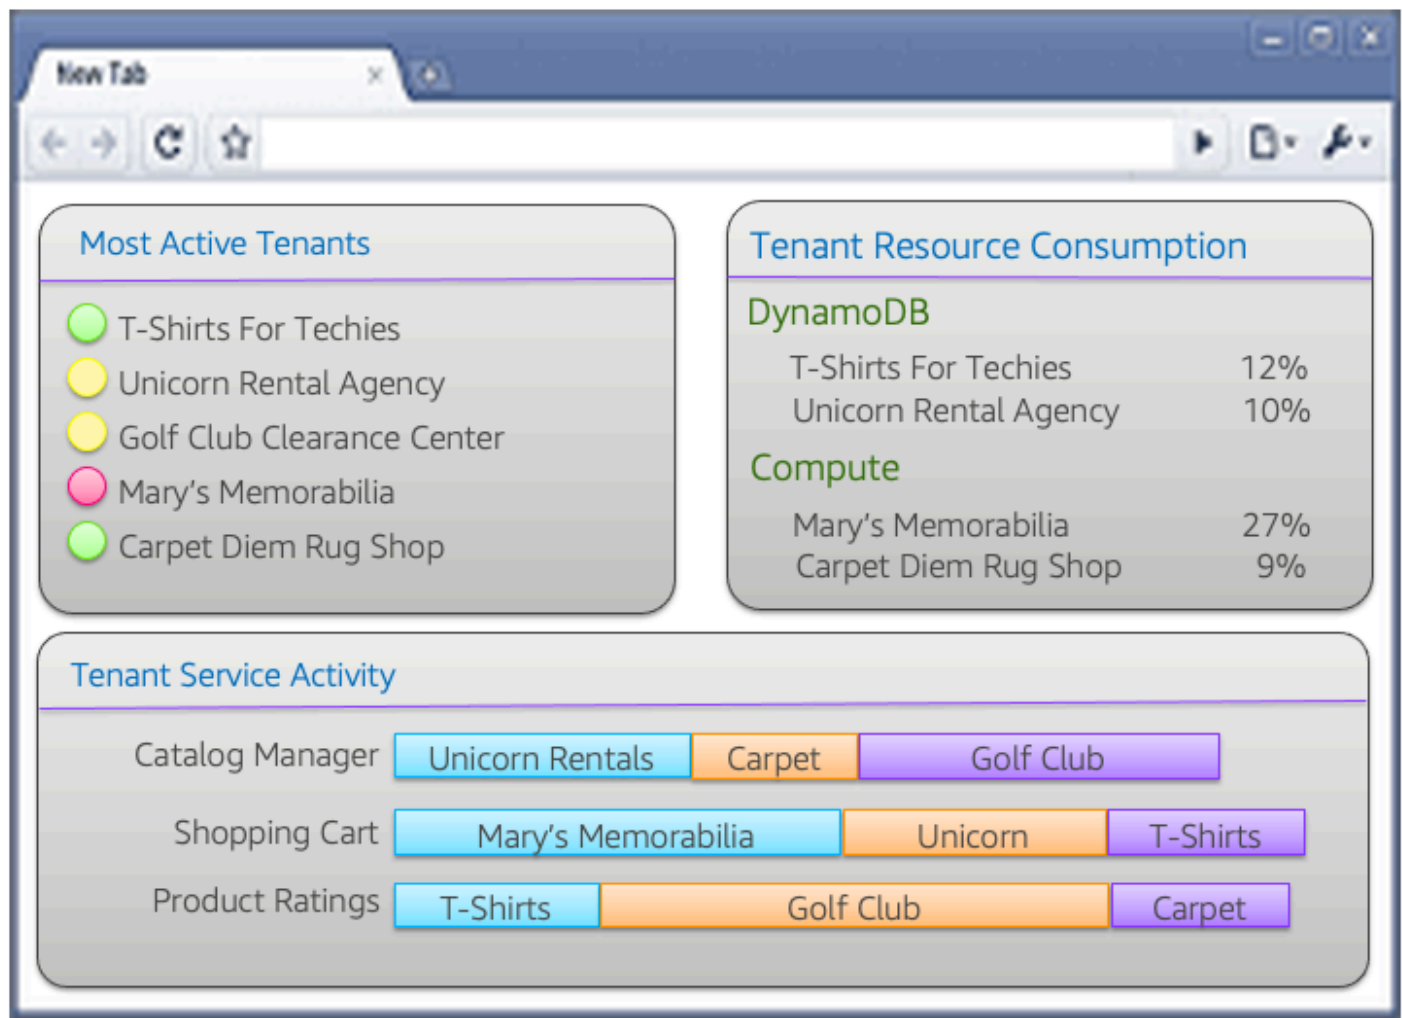 New Tab
Most Active Tenants
T-Shirts For Techies
Unicorn Rental Agency
Golf Club Clearance Center
Mary's Memorabilia
Carpet Diem Rug Shop
Tenant Resource Consumption
DynamoDB
T-Shirts For Techies 12%
Unicorn Rental Agency 10%
Compute
Mary's Memorabilia 27%
Carpet Diem Rug Shop 9%
Tenant Service Activity
Catalog Manager Unicorn Rentals Carpet Golf Club
Shopping Cart Mary's Memorabilia Unicorn T-Shirts
Product Ratings T-Shirts Golf Club Carpet